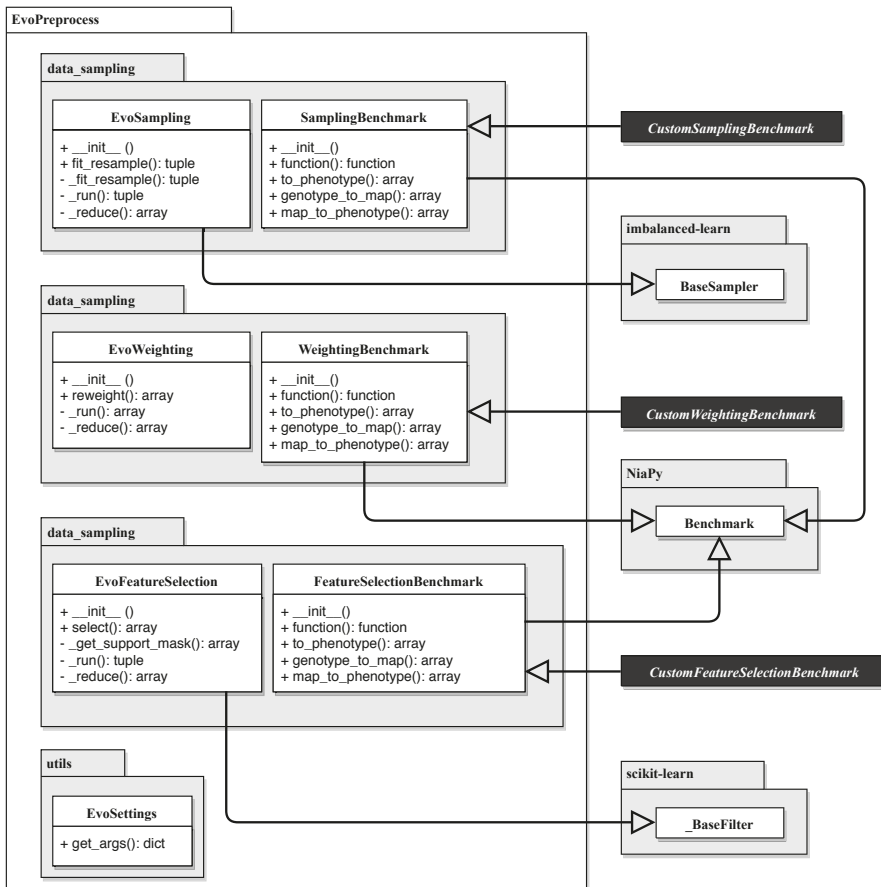 EvoPreprocess
data_sampling
EvoSampling
+ __init__ ()
+ fit_resample(): tuple
- _fit_resample(): tuple
- _run(): tuple
- _reduce(): array
SamplingBenchmark
+ __init__()
+ function(): function
+ to_phenotype(): array
+ genotype_to_map(): array
+ map_to_phenotype(): array
CustomSamplingBenchmark
imbalanced-learn
BaseSampler
data_sampling
EvoWeighting
+ __init__ ()
+ reweight(): array
- _run(): array
- _reduce(): array
WeightingBenchmark
+ __init__()
+ function(): function
+ to_phenotype(): array
+ genotype_to_map(): array
+ map_to_phenotype(): array
CustomWeightingBenchmark
NiaPy
Benchmark
data_sampling
EvoFeatureSelection
+ __init__ ()
+ select(): array
- _get_support_mask(): array
- _run(): tuple
- _reduce(): array
FeatureSelectionBenchmark
+ __init__()
+ function(): function
+ to_phenotype(): array
+ genotype_to_map(): array
+ map_to_phenotype(): array
CustomFeatureSelectionBenchmark
utils
EvoSettings
+ get_args(): dict
scikit-learn
_BaseFilter